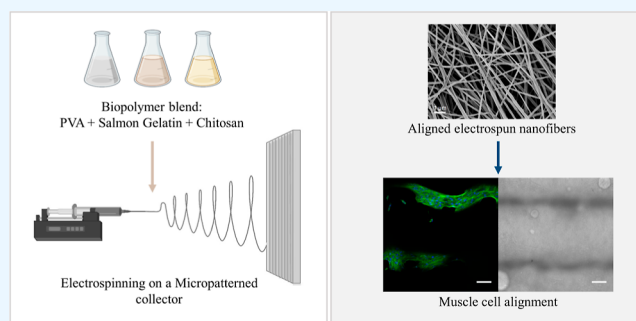 Biopolymer blend:
PVA + Salmon Gelatin + Chitosan
Electrospinning on a Micropatterned
collector
Aligned electrospun nanofibers
Muscle cell alignment